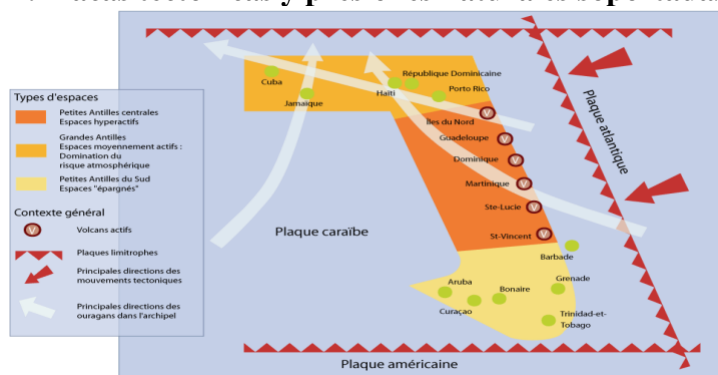 Types d'espaces
Petites Antilles centrales
Espaces hyperactifs
Grandes Antilles
Espaces moyennement actifs :
Domination du
risque atmosphérique
Petites Antilles du Sud
Espaces "épargnés"
Contexte général
V
Volcans actifs
Plaques limitrophes
Principales directions des
mouvements tectoniques
Principales directions des
ouragans dans l'archipel
Cuba
Jamaïque
Haïti
République Dominicaine
Porto Rico
Iles du Nord
V
Guadeloupe
V
Dominique
V
Martinique
V
Ste-Lucie
V
St-Vincent
V
Barbade
Grenade
Aruba
Bonaire
Curaçao
Trinidad-et-
Tobago
Plaque caraïbe
Plaque atlantique
Plaque américaine